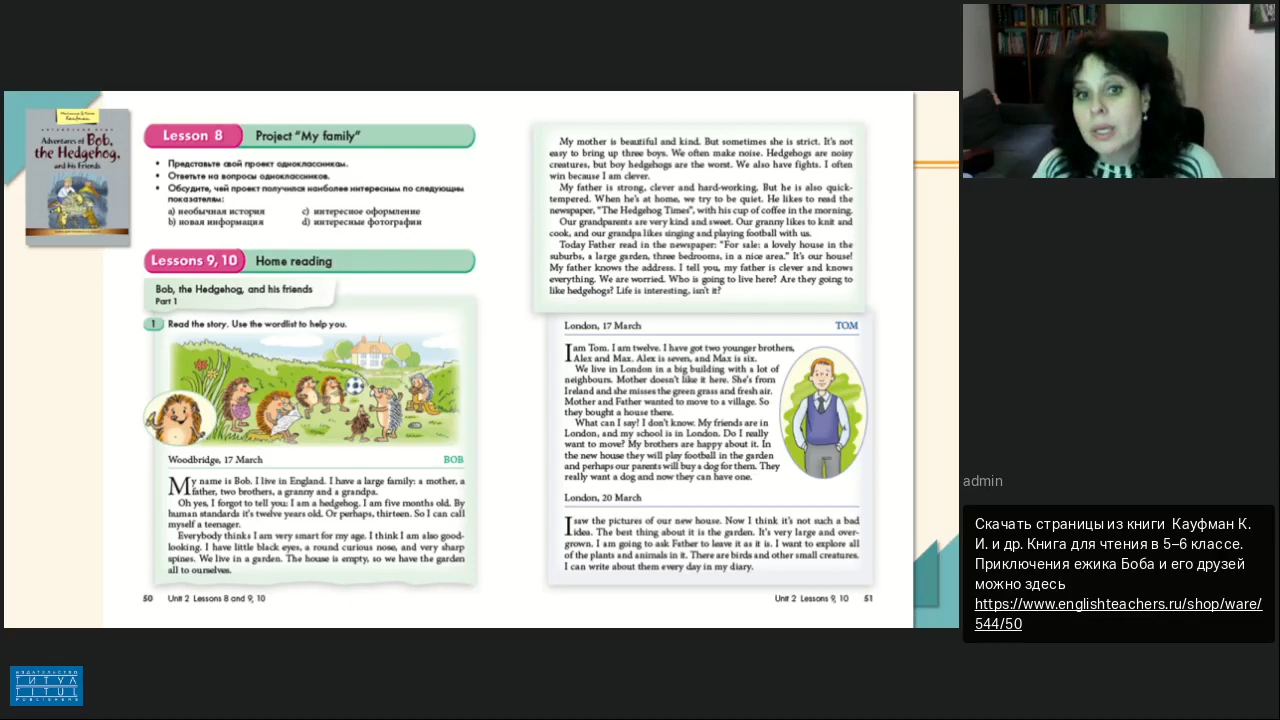 Adventures of Bob,
the Hedgehog,
and his Friends
Lesson 8 Project “My family”
• Представьте свой проект одноклассникам.
• Ответьте на вопросы одноклассников.
• Обсудите, чей проект получился наиболее интересным по следующим
показателям:
a) необычная история c) интересное оформление
b) новая информация d) интересные фотографии
Lessons 9, 10 Home reading
Bob, the Hedgehog, and his friends
Part 1
1 Read the story. Use the wordlist to help you.
Woodbridge, 17 March BOB
My name is Bob. I live in England. I have a large family: a mother, a
father, two brothers, a granny and a grandpa.
Oh yes, I forgot to tell you: I am a hedgehog. I am five months old. By
human standards it's twelve years old. Or perhaps, thirteen. So I can call
myself a teenager.
Everybody thinks I am very smart for my age. I think I am also good-
looking. I have little black eyes, a round curious nose, and very sharp
spines. We live in a garden. The house is empty, so we have the garden
all to ourselves.
50 Unit 2 Lessons 8 and 9, 10
My mother is beautiful and kind. But sometimes she is strict. It's not
easy to bring up three boys. We often make noise. Hedgehogs are noisy
creatures, but boy hedgehogs are the worst. We also have fights. I often
win because I am clever.
My father is strong, clever and hard-working. But he is also quick-
tempered. When he's at home, we try to be quiet. He likes to read the
newspaper, “The Hedgehog Times”, with his cup of coffee in the morning.
Our grandparents are very kind and sweet. Our granny likes to knit and
cook, and our grandpa likes singing and playing football with us.
Today Father read in the newspaper: “For sale: a lovely house in the
suburbs, a large garden, three bedrooms, in a nice area.” It's our house!
My father knows the address. I tell you, my father is clever and knows
everything. We are worried. Who is going to live here? Are they going to
like hedgehogs? Life is interesting, isn't it?
London, 17 March TOM
I am Tom. I am twelve. I have got two younger brothers,
Alex and Max. Alex is seven, and Max is six.
We live in London in a big building with a lot of
neighbours. Mother doesn't like it here. She's from
Ireland and she misses the green grass and fresh air.
Mother and Father wanted to move to a village. So
they bought a house there.
What can I say? I don't know. My friends are in
London, and my school is in London. Do I really
want to move? My brothers are happy about it. In
the new house they will play football in the garden
and perhaps our parents will buy a dog for them. They
really want a dog and now they can have one.
London, 20 March
I saw the pictures of our new house. Now I think it's not such a bad
idea. The best thing about it is the garden. It's very large and over-
grown. I am going to ask Father to leave it as it is. I want to explore all
of the plants and animals in it. There are birds and other small creatures.
I can write about them every day in my diary.
Unit 2 Lessons 9, 10 51
admin
Скачать страницы из книги Кауфман К.
И. и др. Книга для чтения в 5–6 классе.
Приключения ежика Боба и его друзей
можно здесь
https://www.englishteachers.ru/shop/ware/
544/50
ИЗДАТЕЛЬСТВО
ТИТУЛ
TITUL
PUBLISHERS